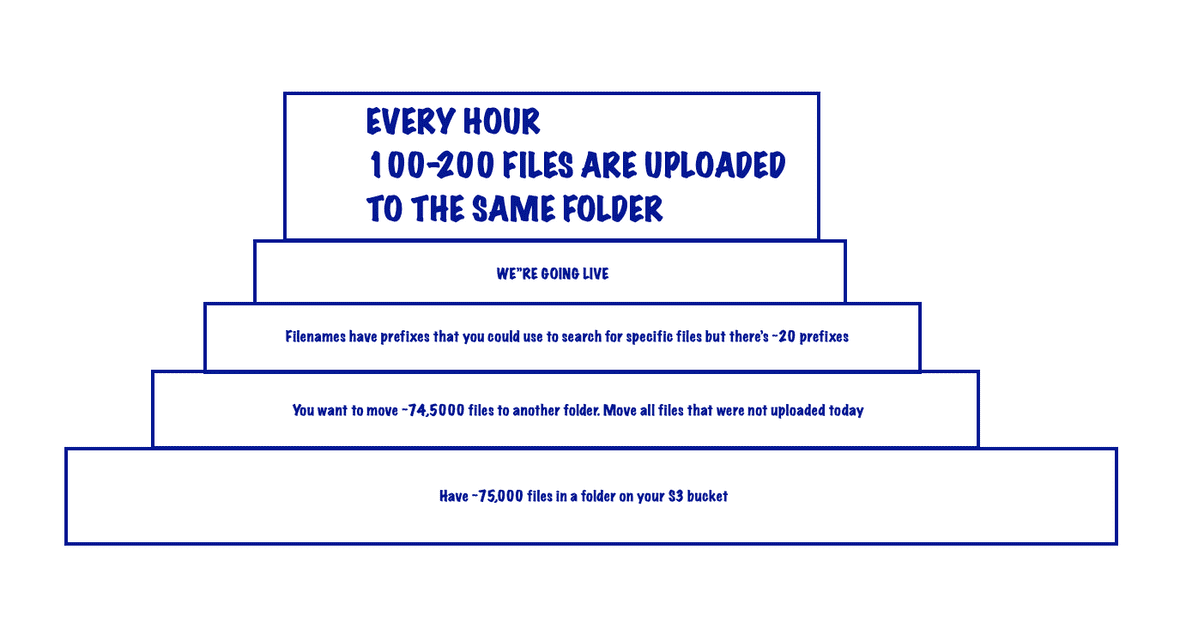 EVERY HOUR
100-200 FILES ARE UPLOADED
TO THE SAME FOLDER
WE"RE GOING LIVE
Filenames have prefixes that you could use to search for specific files but there's ~20 prefixes
You want to move ~74,5000 files to another folder. Move all files that were not uploaded today
Have ~75,000 files in a folder on your S3 bucket